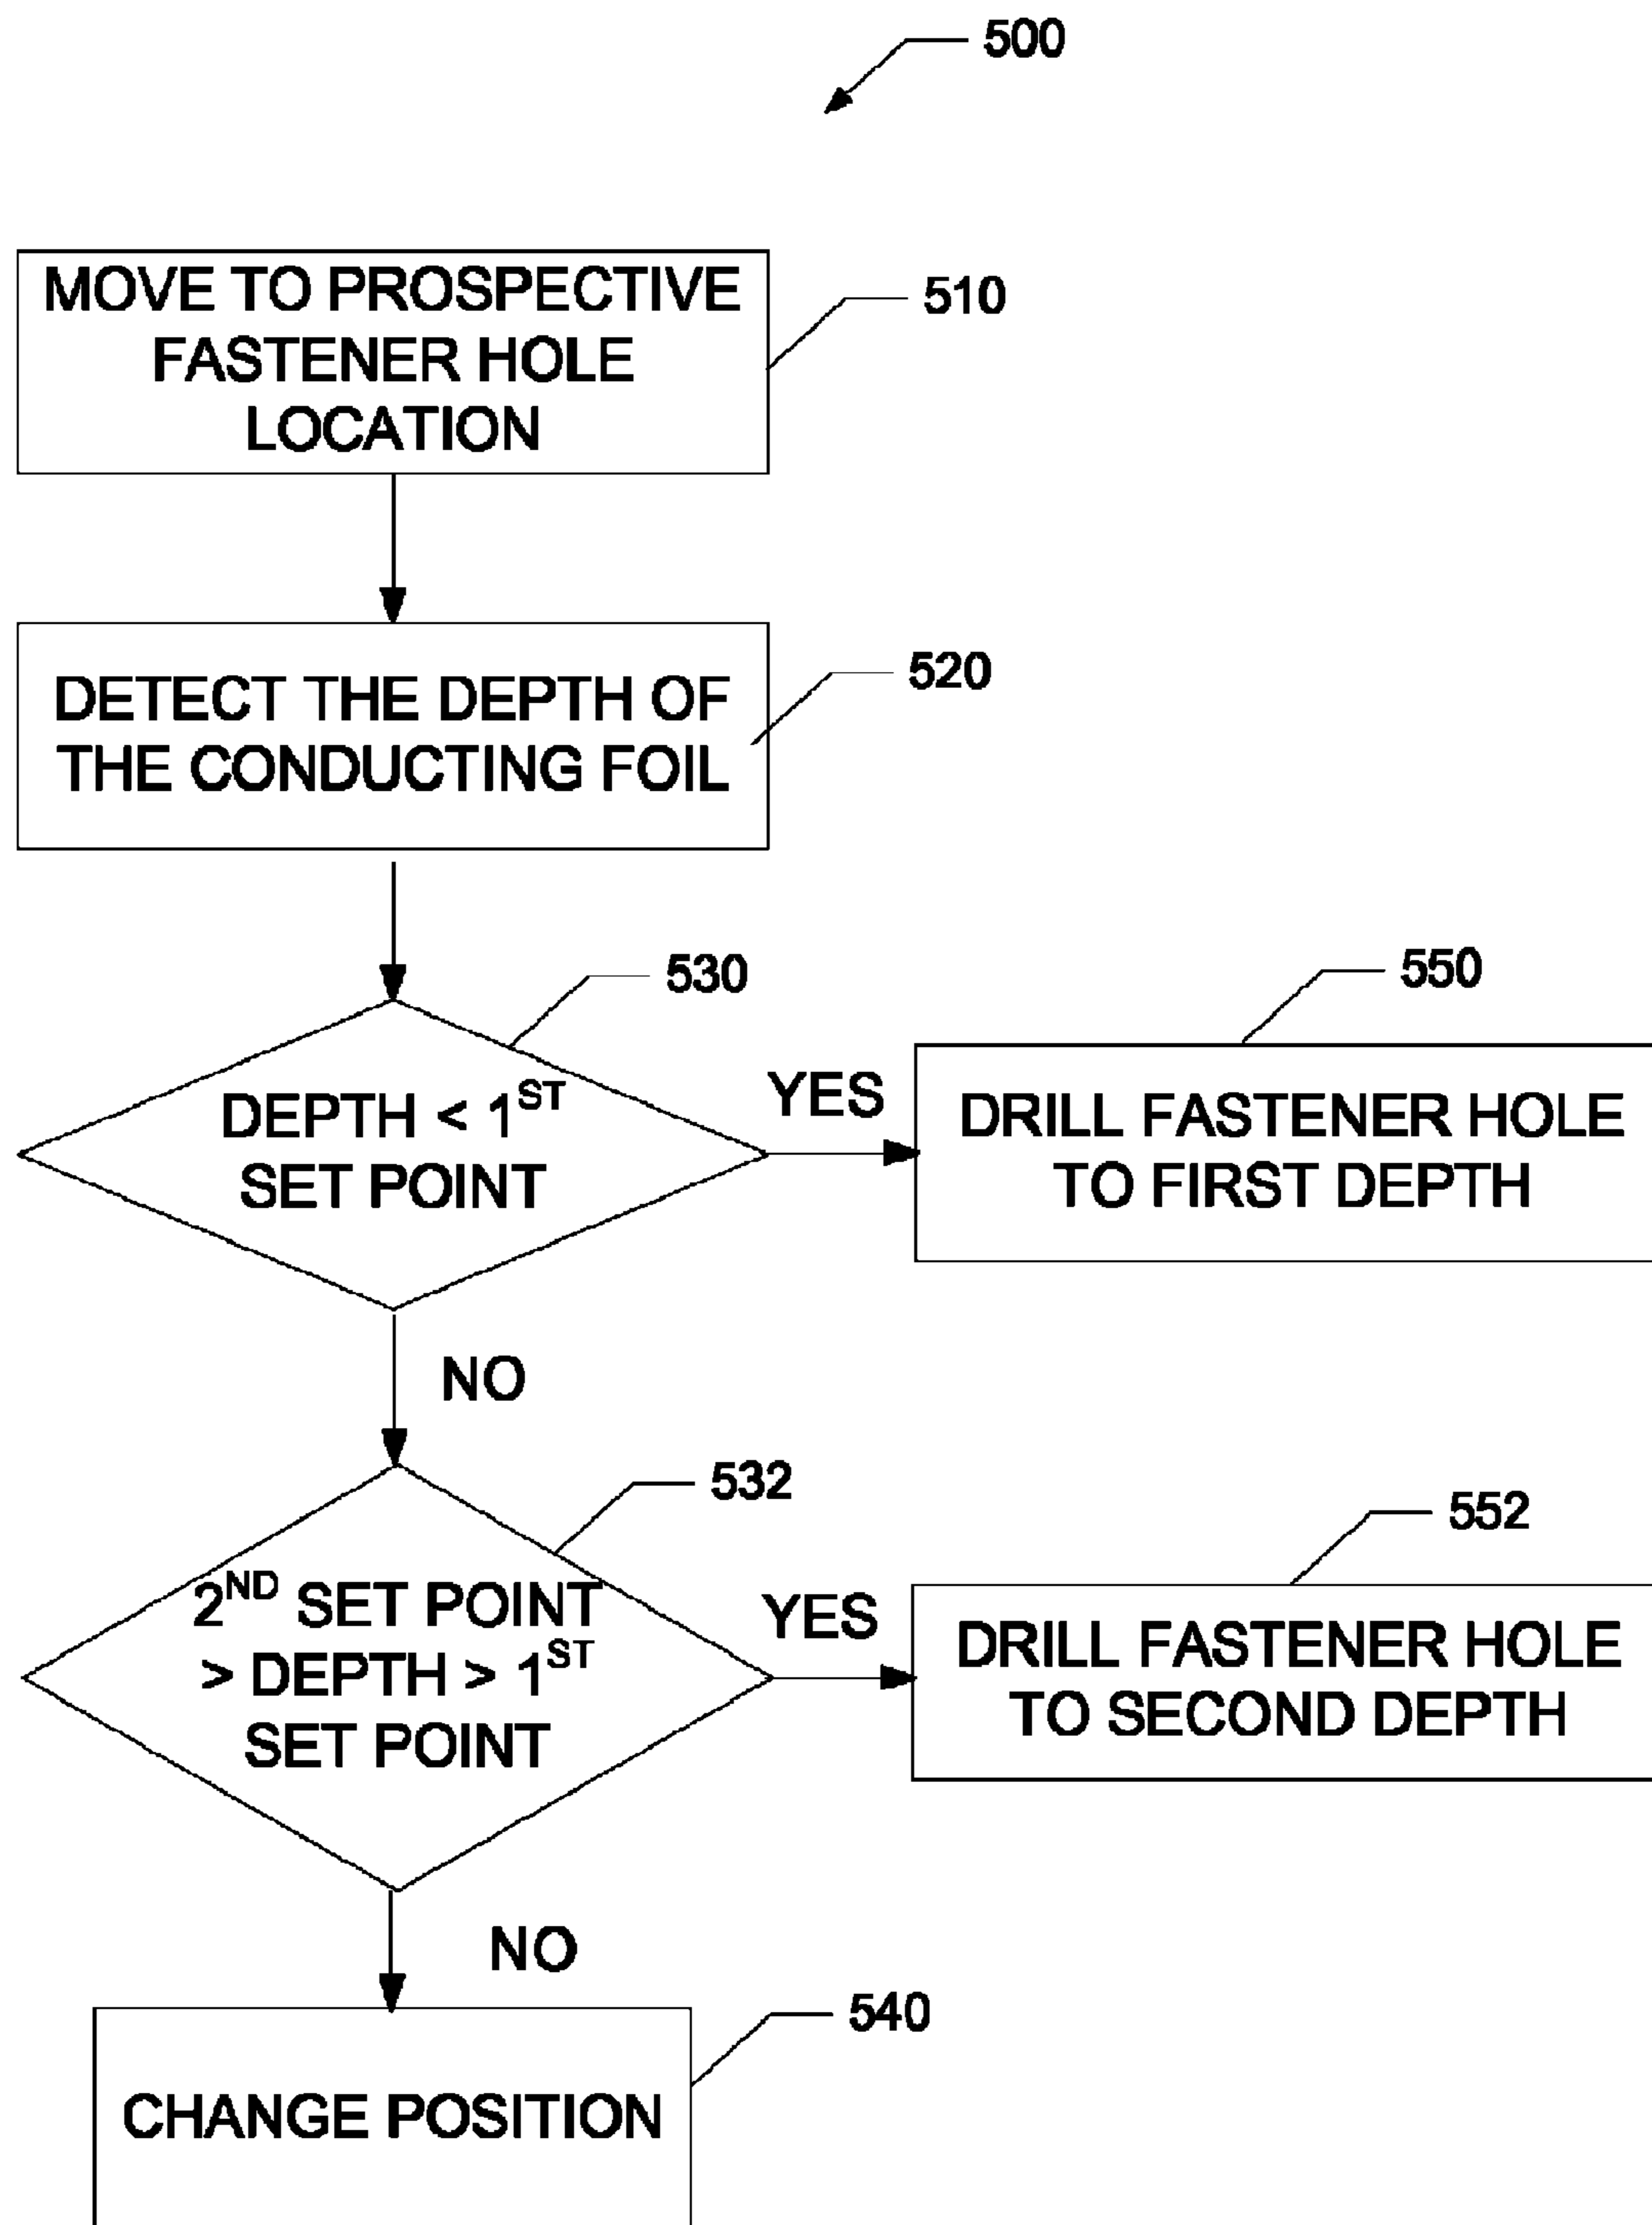 500
MOVE TO PROSPECTIVE
FASTENER HOLE
LOCATION
510
DETECT THE DEPTH OF
THE CONDUCTING FOIL
520
530
DEPTH < 1ST
SET POINT
YES
550
DRILL FASTENER HOLE
TO FIRST DEPTH
NO
532
2ND SET POINT
> DEPTH > 1ST
SET POINT
YES
552
DRILL FASTENER HOLE
TO SECOND DEPTH
NO
540
CHANGE POSITION